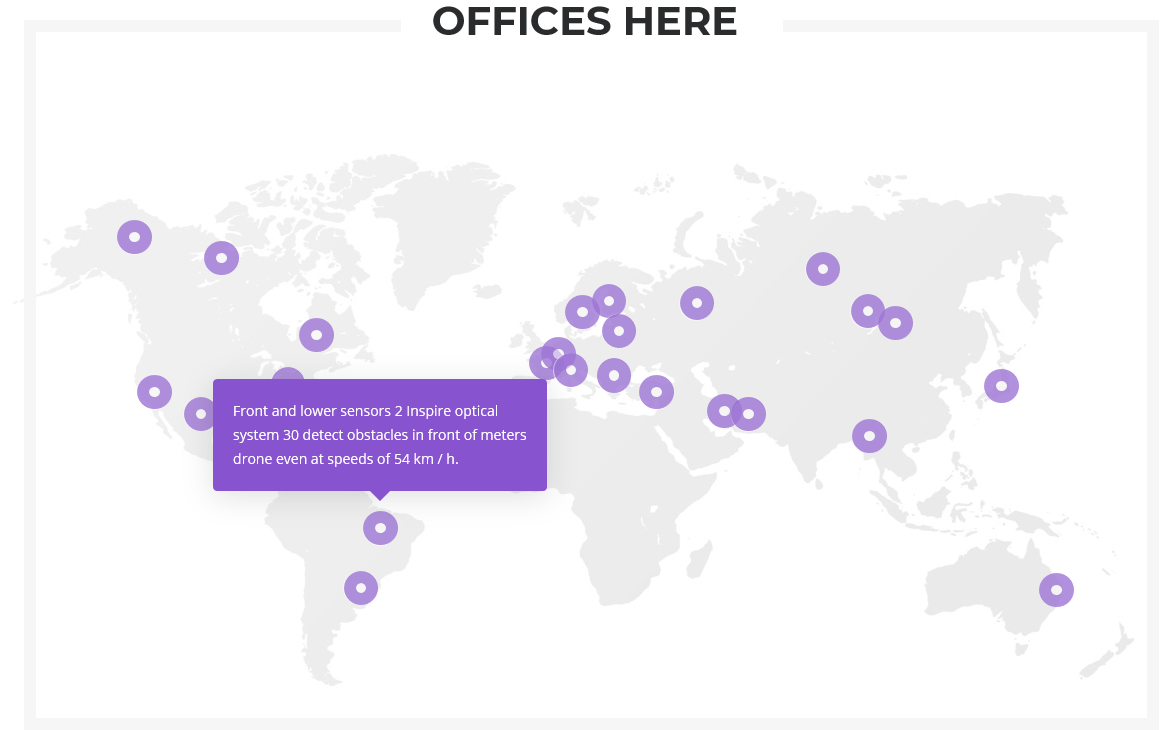 OFFICES HERE
Front and lower sensors 2 Inspire optical
system 30 detect obstacles in front of meters
drone even at speeds of 54 km / h.